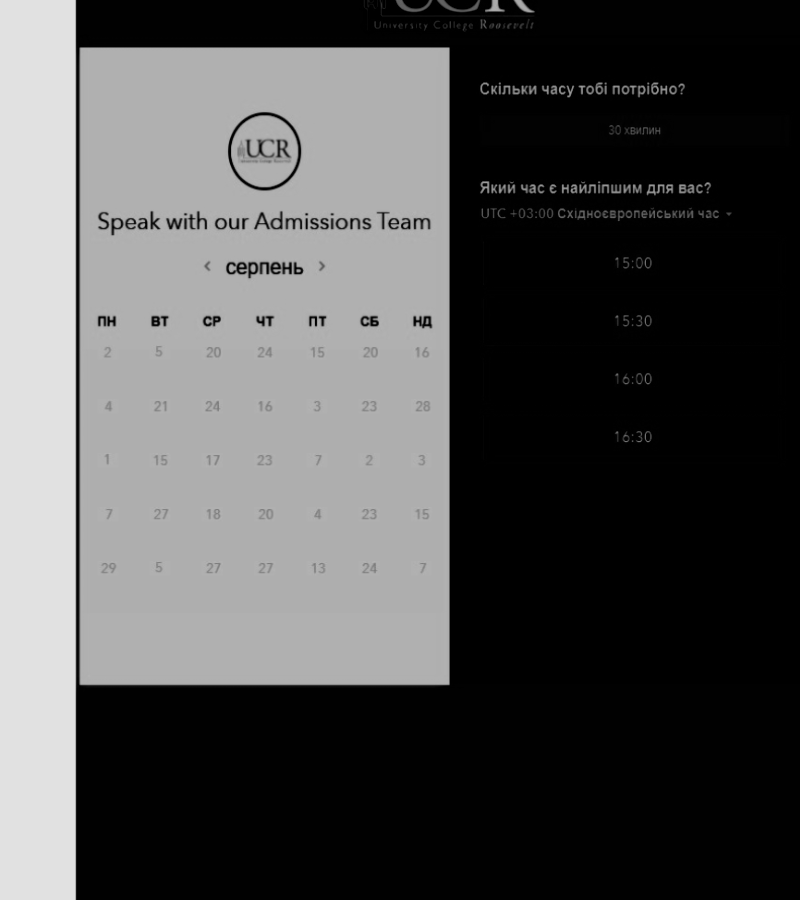 UCR
University College Roosevelt
UCR
Speak with our Admissions Team
‹ серпень ›
ПН ВТ СР ЧТ ПТ СБ НД
2 5 20 24 15 20 16
4 21 24 16 3 23 28
1 15 17 23 7 2 3
7 27 18 20 4 23 15
29 5 27 27 13 24 7
Скільки часу тобі потрібно?
30 хвилин
Який час є найліпшим для вас?
UTC +03:00 Східноєвропейський час
15:00
15:30
16:00
16:30